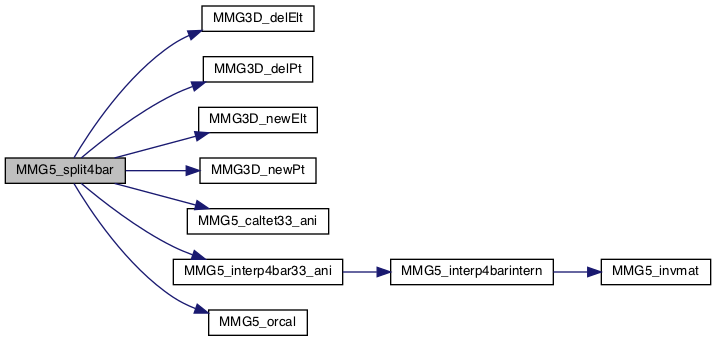 MMG3D_delElt
MMG3D_delPt
MMG3D_newElt
MMG5_split4bar
MMG3D_newPt
MMG5_caltet33_ani
MMG5_interp4bar33_ani
MMG5_interp4barintern
MMG5_invmat
MMG5_orcal